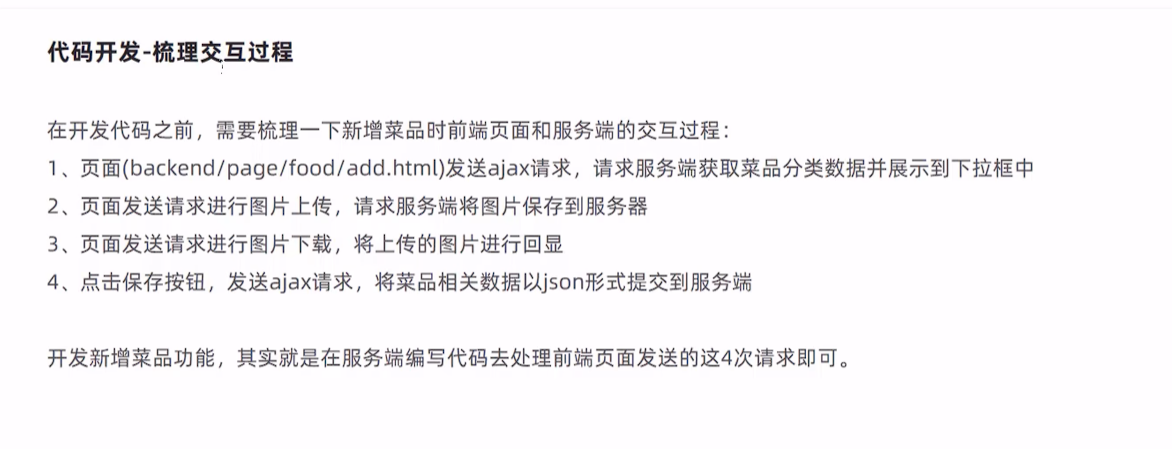 代码开发-梳理交互过程
在开发代码之前，需要梳理一下新增菜品时前端页面和服务端的交互过程：
1、页面(backend/page/food/add.html)发送ajax请求，请求服务端获取菜品分类数据并展示到下拉框中
2、页面发送请求进行图片上传，请求服务端将图片保存到服务器
3、页面发送请求进行图片下载，将上传的图片进行回显
4、点击保存按钮，发送ajax请求，将菜品相关数据以json形式提交到服务端
开发新增菜品功能，其实就是在服务端编写代码去处理前端页面发送的这4次请求即可。